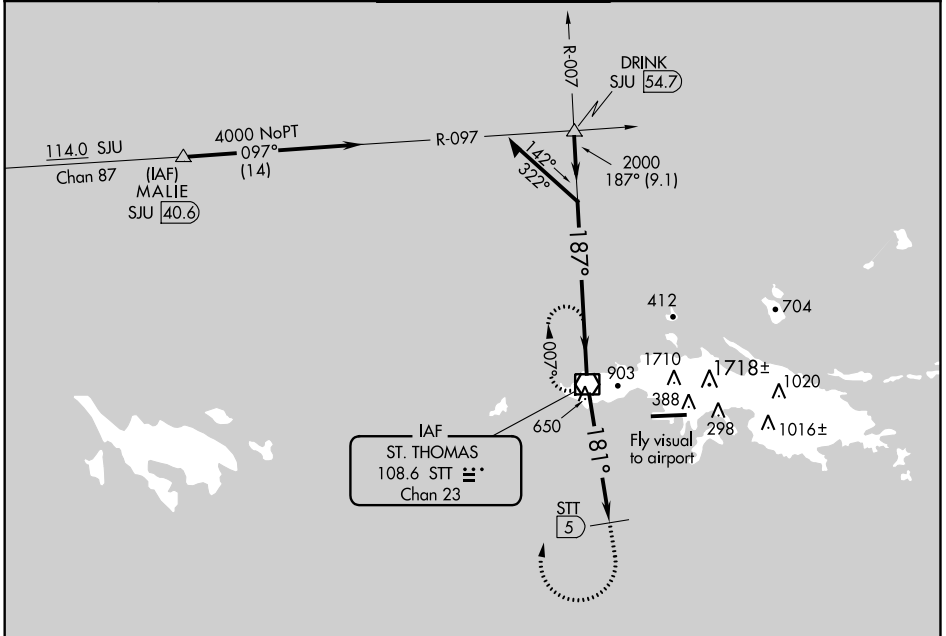 R-007
DRINK
SJU 54.7
4000 NoPT
097°
(14)
R-097
114.0 SJU
Chan 87
(IAF)
MALIE
SJU 40.6
142°
322°
2000
187° (9.1)
187°
412
704
007°
903
1710
1718±
1020
388
298
1016±
650
Fly visual
to airport
IAF
ST. THOMAS
108.6 STT
Chan 23
181°
STT
5